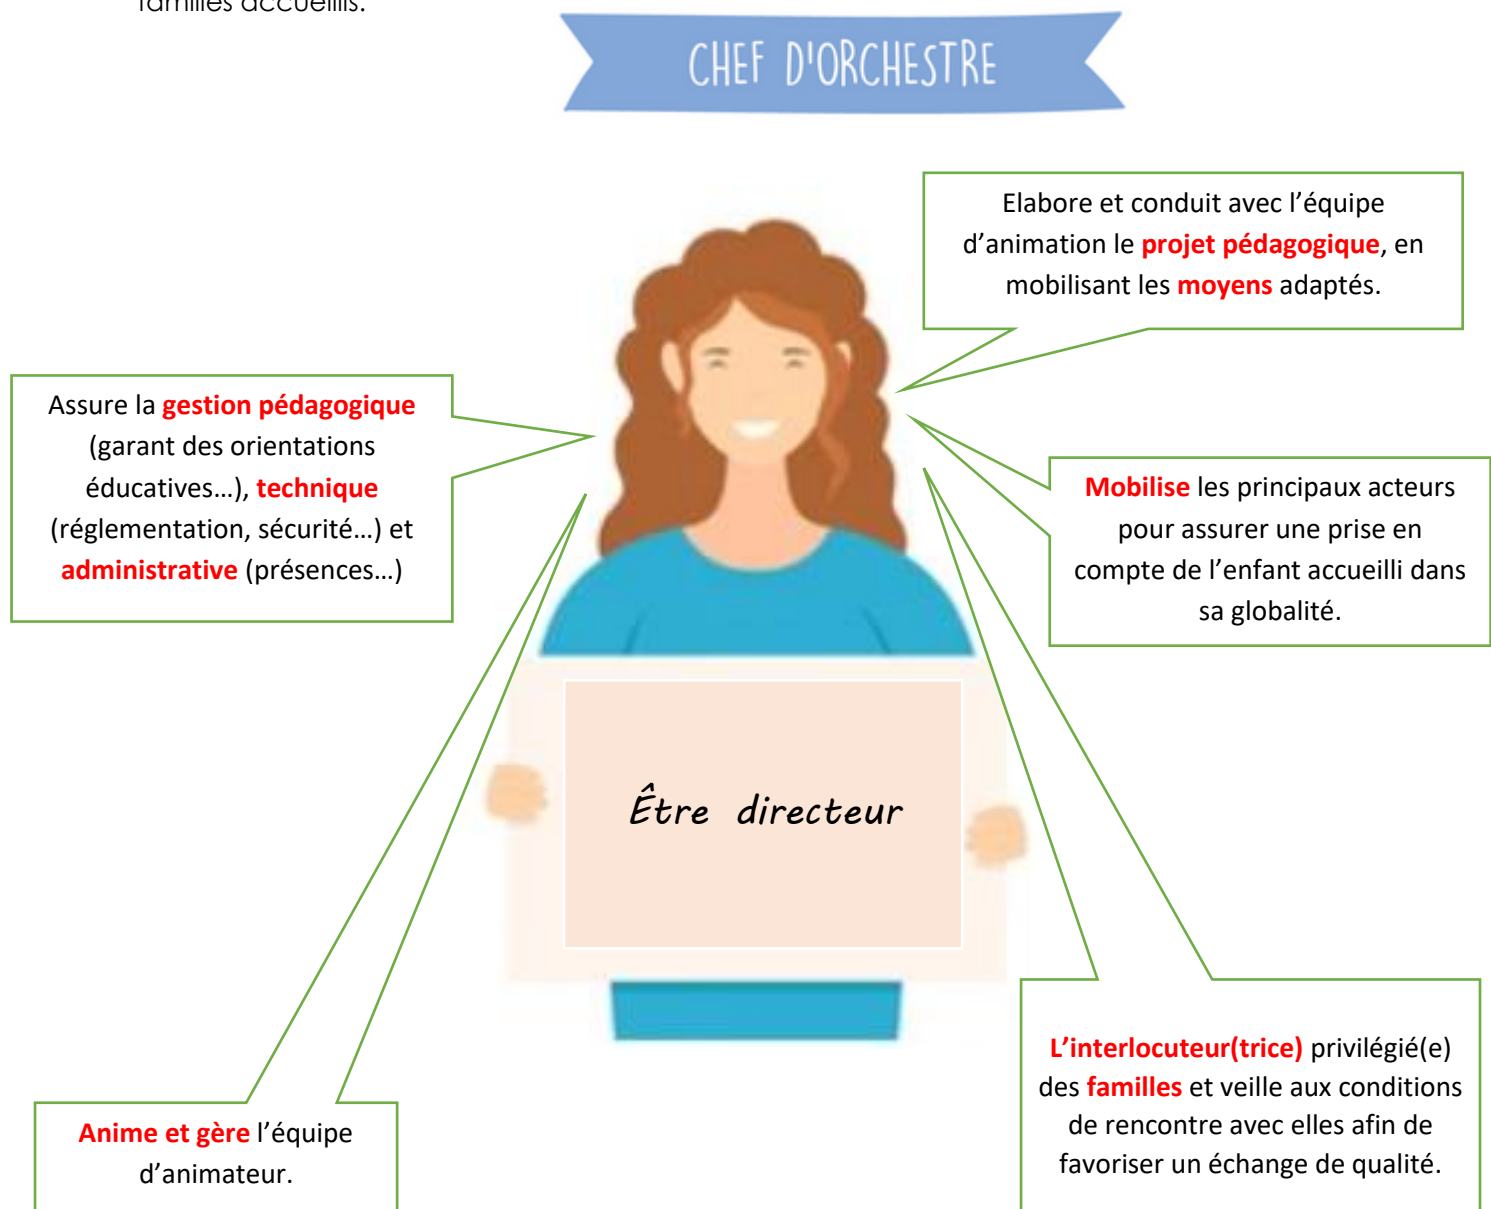 familles accueillis.
CHEF D'ORCHESTRE
Elabore et conduit avec l’équipe
d’animation le projet pédagogique, en
mobilisant les moyens adaptés.
Assure la gestion pédagogique
(garant des orientations
éducatives…), technique
(réglementation, sécurité…) et
administrative (présences…)
Mobilise les principaux acteurs
pour assurer une prise en
compte de l’enfant accueilli dans
sa globalité.
Être directeur
Anime et gère l’équipe
d’animateur.
L’interlocuteur(trice) privilégié(e)
des familles et veille aux conditions
de rencontre avec elles afin de
favoriser un échange de qualité.